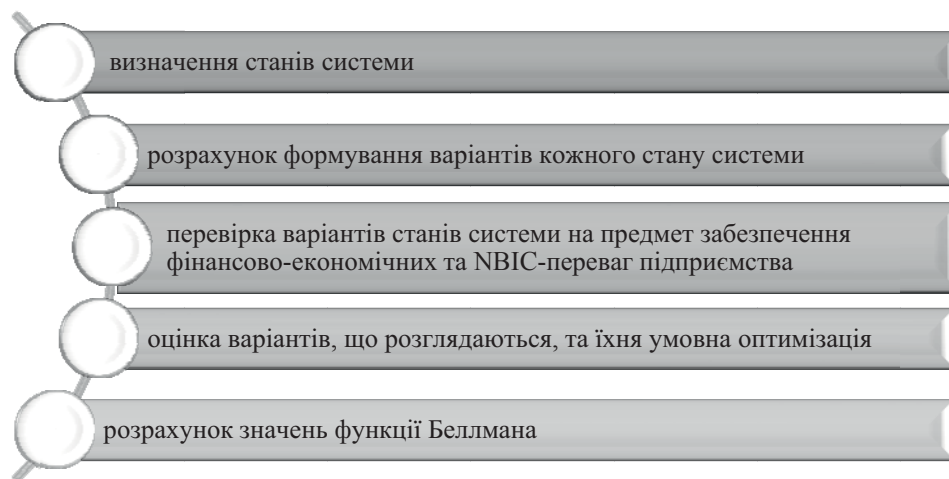 визначення станів системи
розрахунок формування варіантів кожного стану системи
перевірка варіантів станів системи на предмет забезпечення
фінансово-економічних та NBIC-переваг підприємства
оцінка варіантів, що розглядаються, та їхня умовна оптимізація
розрахунок значень функції Беллмана